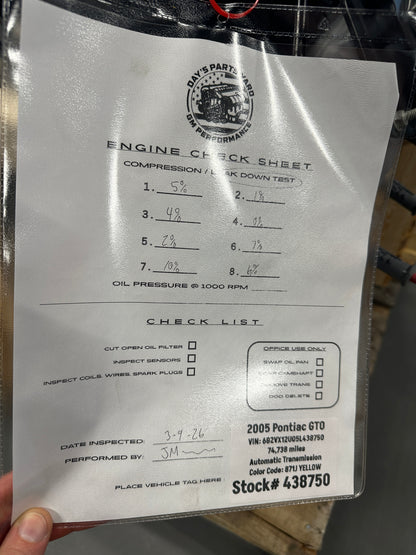 DAY'S PARTS YARD
GM PERFORMANCE
ENGINE CHECK SHEET
COMPRESSION / LEAK DOWN TEST
1. 5% 2. 1%
3. 4% 4. 0%
5. 2% 6. 7%
7. 10% 8. 6%
OIL PRESSURE @ 1000 RPM
CHECK LIST
CUT OPEN OIL FILTER
INSPECT SENSORS
INSPECT COILS, WIRES, SPARK PLUGS
OFFICE USE ONLY
SWAP OIL PAN
CAMSHAFT
TRANS
DOD DELETE
DATE INSPECTED: 3-9-26
PERFORMED BY: JM
PLACE VEHICLE TAG HERE
2005 Pontiac GTO
VIN: 6G2VX12U05L438750
74,738 miles
Automatic Transmission
Color Code: 871J YELLOW
Stock# 438750